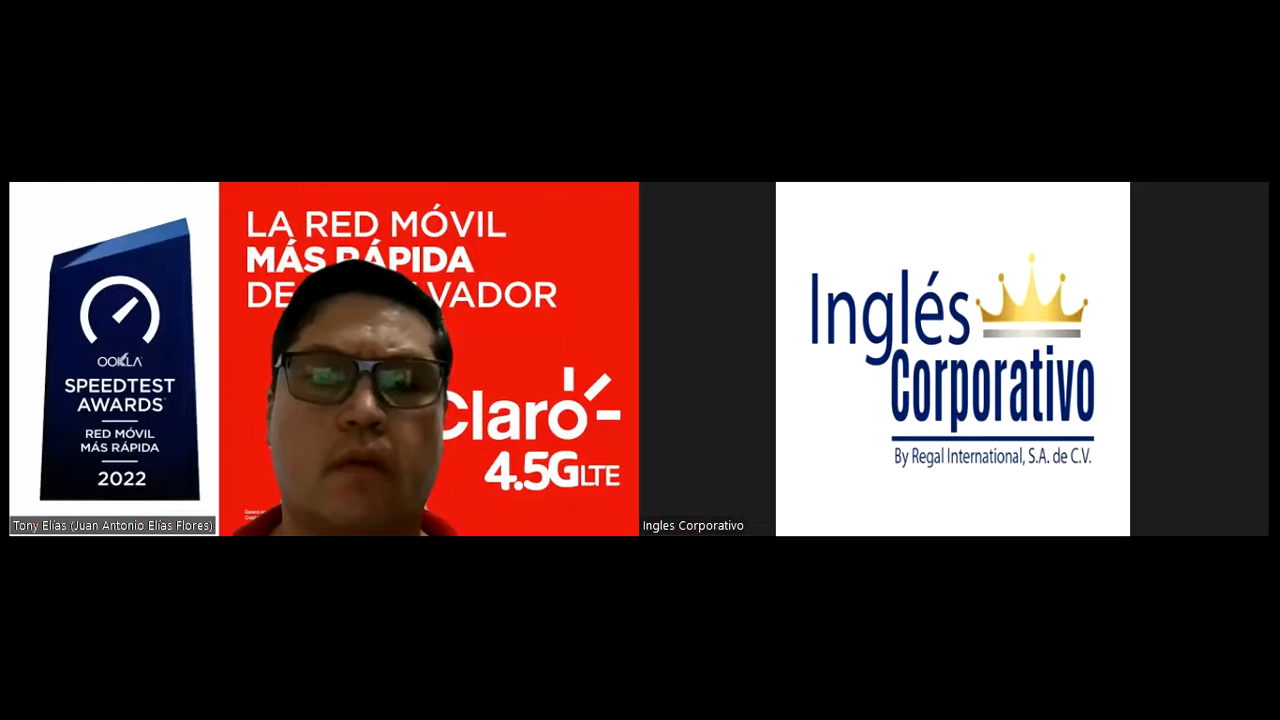 OOKLA
SPEEDTEST
AWARDS
RED MÓVIL
MÁS RÁPIDA
2022
Tony Elías (Juan Antonio Elías Flores)
LA RED MÓVIL
MÁS RÁPIDA
DE VADOR
Claro
4.5G LTE
Ingles Corporativo
Inglés
Corporativo
By Regal International, S.A. de C.V.